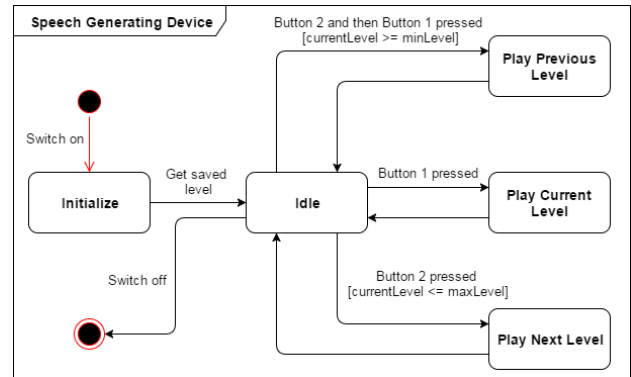 Speech Generating Device
Button 2 and then Button 1 pressed
[currentLevel >= minLevel]
Play Previous
Level
Switch on
Initialize
Get saved
level
Idle
Button 1 pressed
Play Current
Level
Switch off
Button 2 pressed
[currentLevel <= maxLevel]
Play Next Level